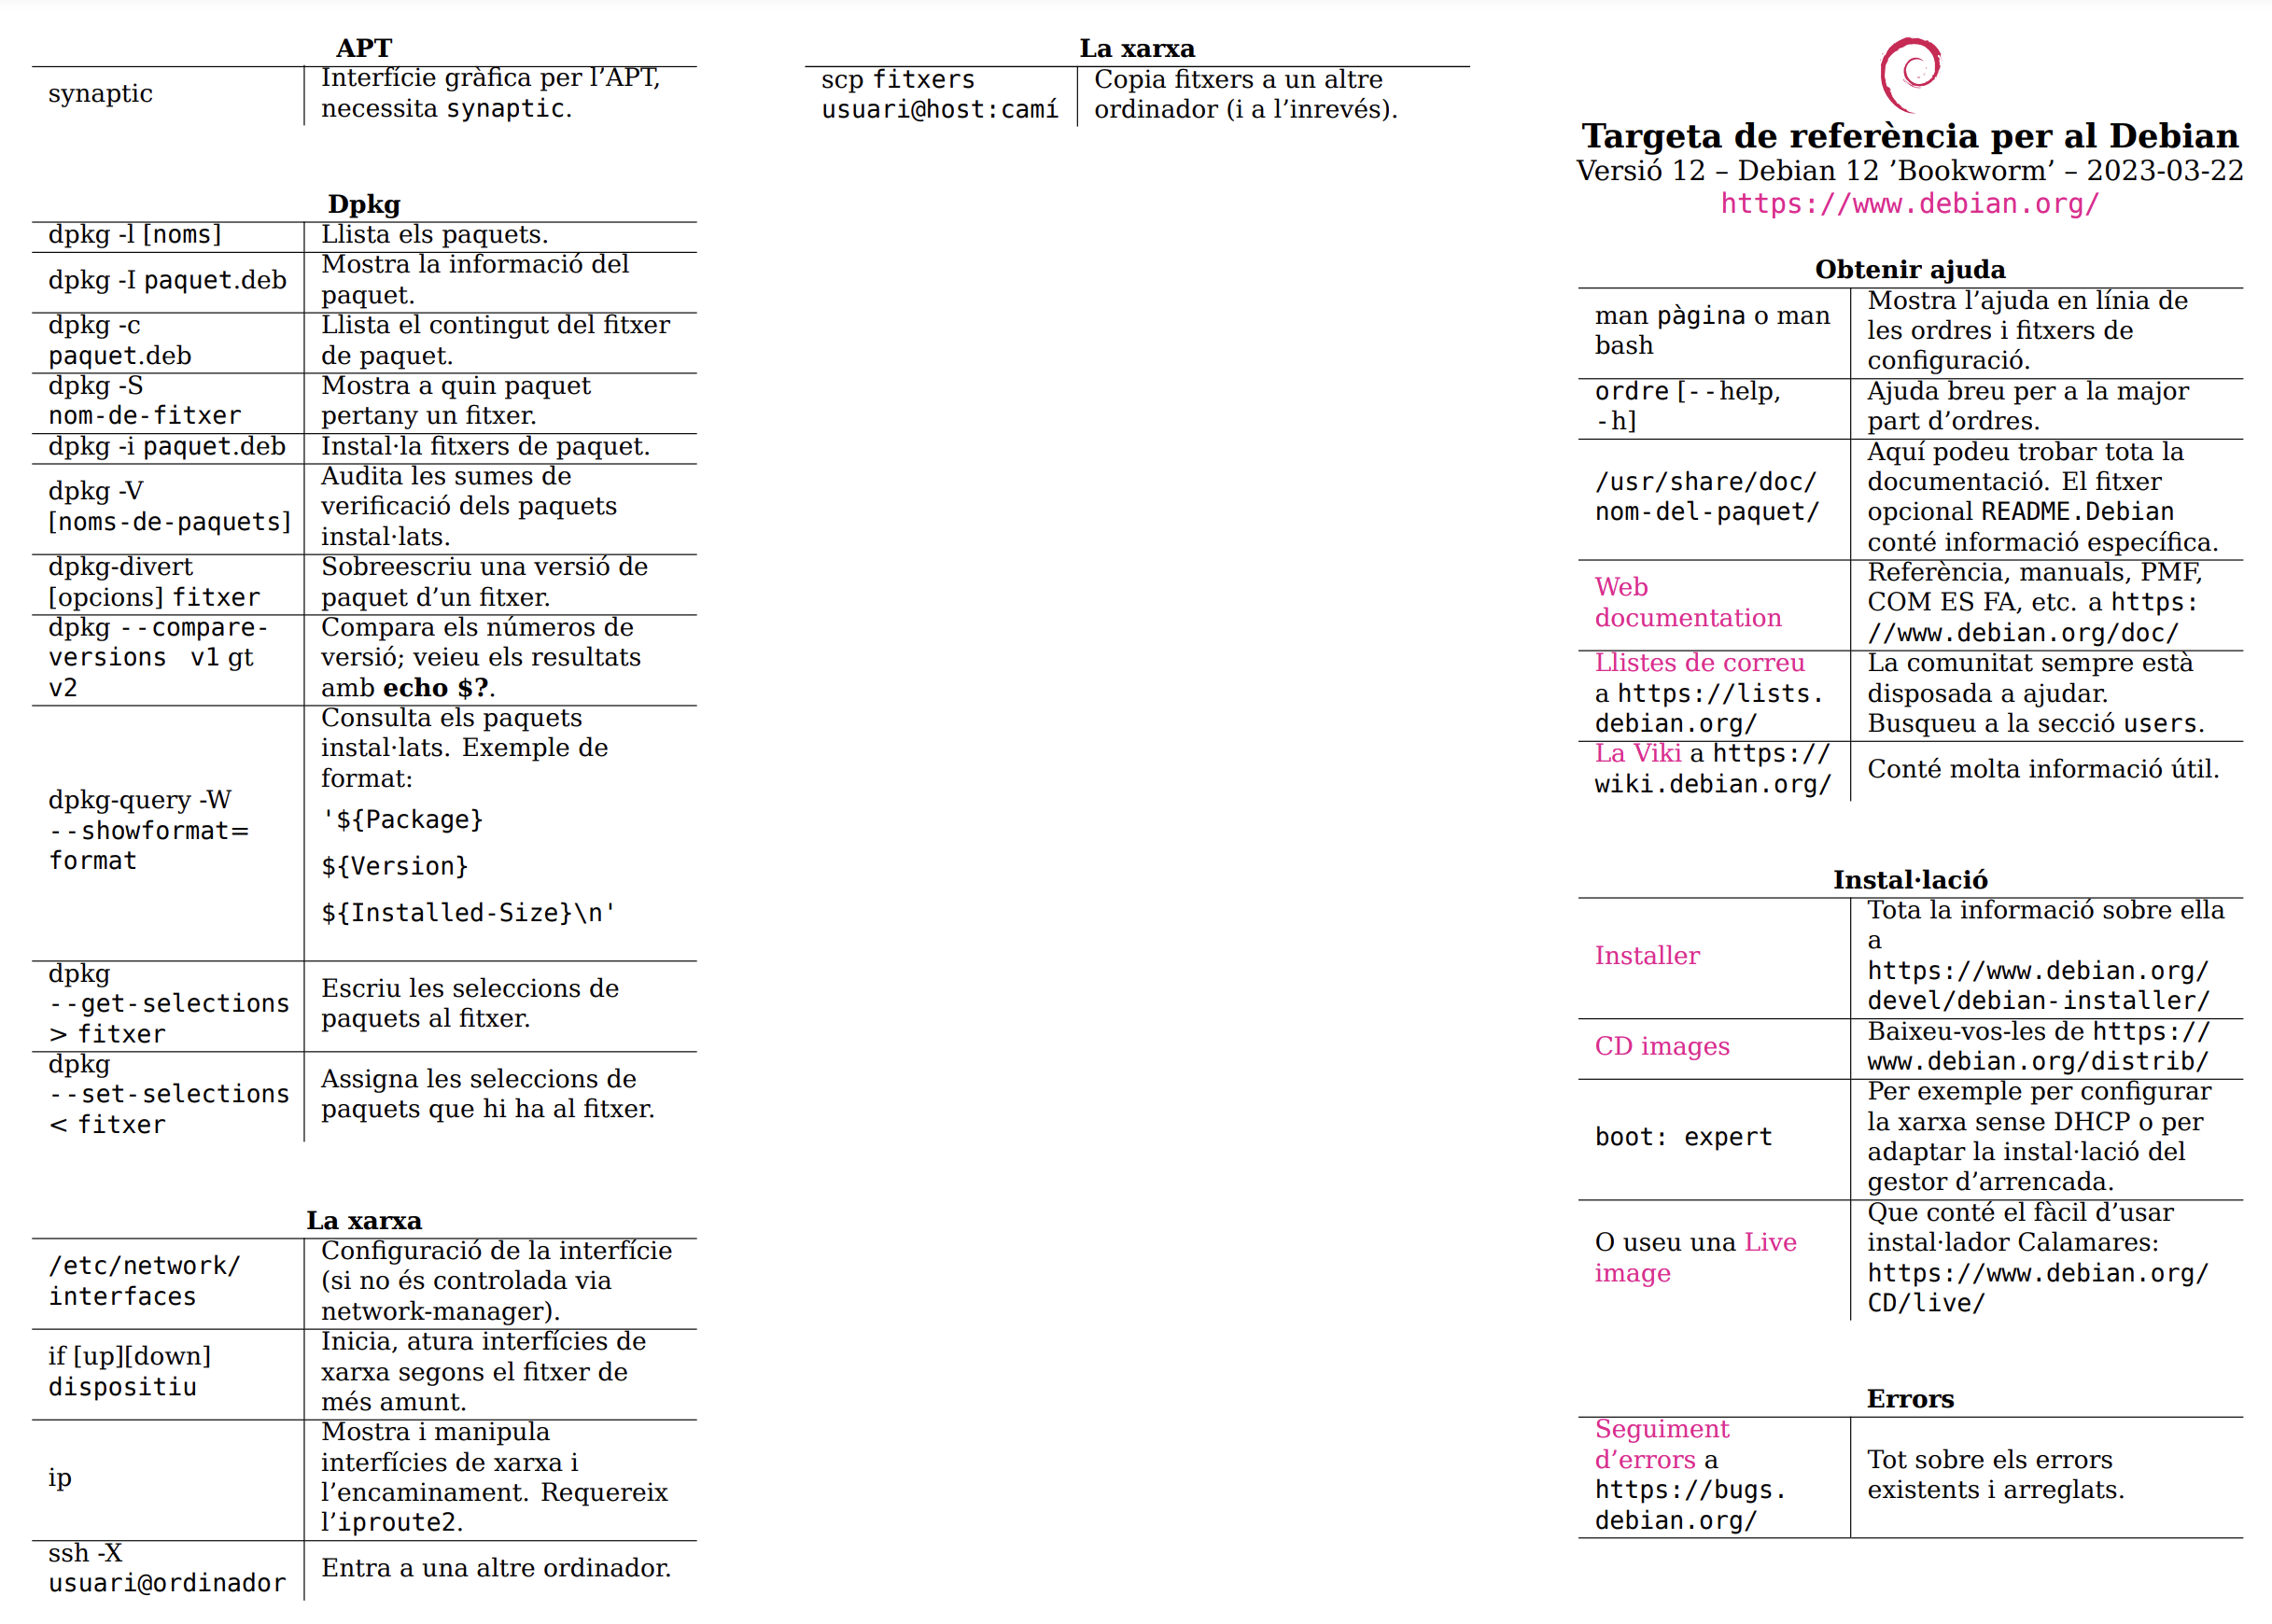 APT
synaptic
Interfície gràfica per l’APT,
necessita synaptic.
Dpkg
dpkg -l [noms]
Llista els paquets.
dpkg -I paquet.deb
Mostra la informació del
paquet.
dpkg -c
paquet.deb
Llista el contingut del fitxer
de paquet.
dpkg -S
nom-de-fitxer
Mostra a quin paquet
pertany un fitxer.
dpkg -i paquet.deb
Instal·la fitxers de paquet.
dpkg -V
[noms-de-paquets]
Audita les sumes de
verificació dels paquets
instal·lats.
dpkg-divert
[opcions] fitxer
Sobreescriu una versió de
paquet d’un fitxer.
dpkg --compare-
versions v1 gt
v2
Compara els números de
versió; veieu els resultats
amb echo $?.
dpkg-query -W
--showformat=
format
Consulta els paquets
instal·lats. Exemple de
format:
'${Package}
${Version}
${Installed-Size}\n'
dpkg
--get-selections
> fitxer
Escriu les seleccions de
paquets al fitxer.
dpkg
--set-selections
< fitxer
Assigna les seleccions de
paquets que hi ha al fitxer.
La xarxa
/etc/network/
interfaces
Configuració de la interfície
(si no és controlada via
network-manager).
if [up][down]
dispositiu
Inicia, atura interfícies de
xarxa segons el fitxer de
més amunt.
ip
Mostra i manipula
interfícies de xarxa i
l’encaminament. Requereix
l’iproute2.
ssh -X
usuari@ordinador
Entra a una altre ordinador.
La xarxa
scp fitxers
usuari@host:camí
Copia fitxers a un altre
ordinador (i a l’inrevés).
Targeta de referència per al Debian
Versió 12 – Debian 12 ’Bookworm’ – 2023-03-22
https://www.debian.org/
Obtenir ajuda
man pàgina o man
bash
Mostra l’ajuda en línia de
les ordres i fitxers de
configuració.
ordre [--help,
-h]
Ajuda breu per a la major
part d’ordres.
/usr/share/doc/
nom-del-paquet/
Aquí podeu trobar tota la
documentació. El fitxer
opcional README.Debian
conté informació específica.
Web
documentation
Referència, manuals, PMF,
COM ES FA, etc. a https:
//www.debian.org/doc/
Llistes de correu
a https://lists.
debian.org/
La comunitat sempre està
disposada a ajudar.
Busqueu a la secció users.
La Viki a https://
wiki.debian.org/
Conté molta informació útil.
Instal·lació
Installer
Tota la informació sobre ella
a
https://www.debian.org/
devel/debian-installer/
CD images
Baixeu-vos-les de https://
www.debian.org/distrib/
boot: expert
Per exemple per configurar
la xarxa sense DHCP o per
adaptar la instal·lació del
gestor d’arrencada.
O useu una Live
image
Que conté el fàcil d’usar
instal·lador Calamares:
https://www.debian.org/
CD/live/
Errors
Seguiment
d’errors a
https://bugs.
debian.org/
Tot sobre els errors
existents i arreglats.